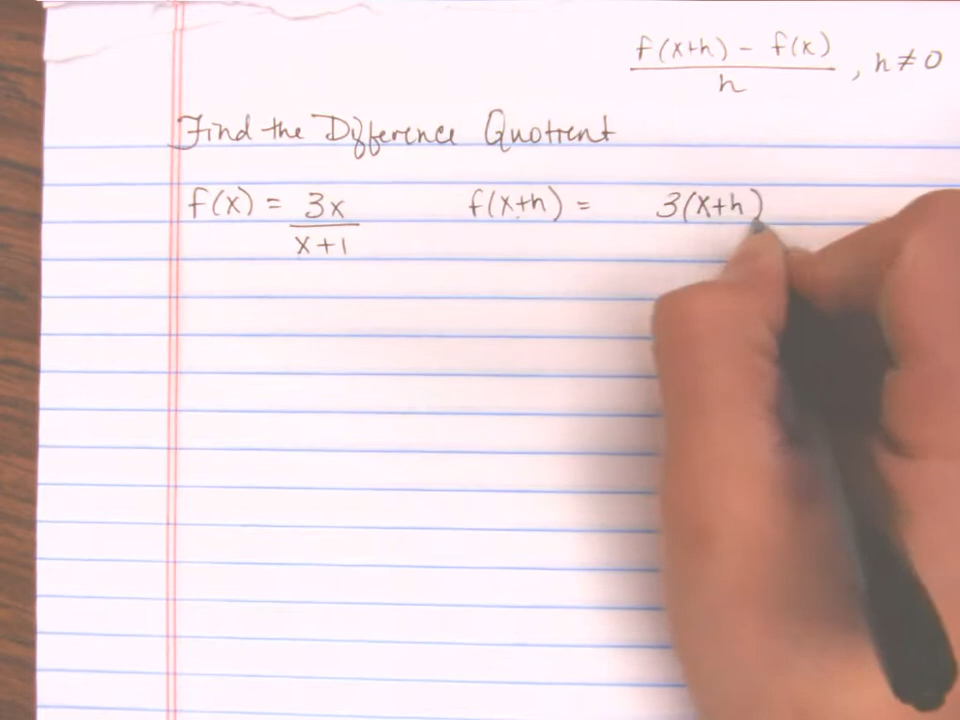 f(x+h) - f(x)
h
, h ≠ 0
Find the Difference Quotient
f(x) = 3x f(x+h) = 3(x+h)
x+1